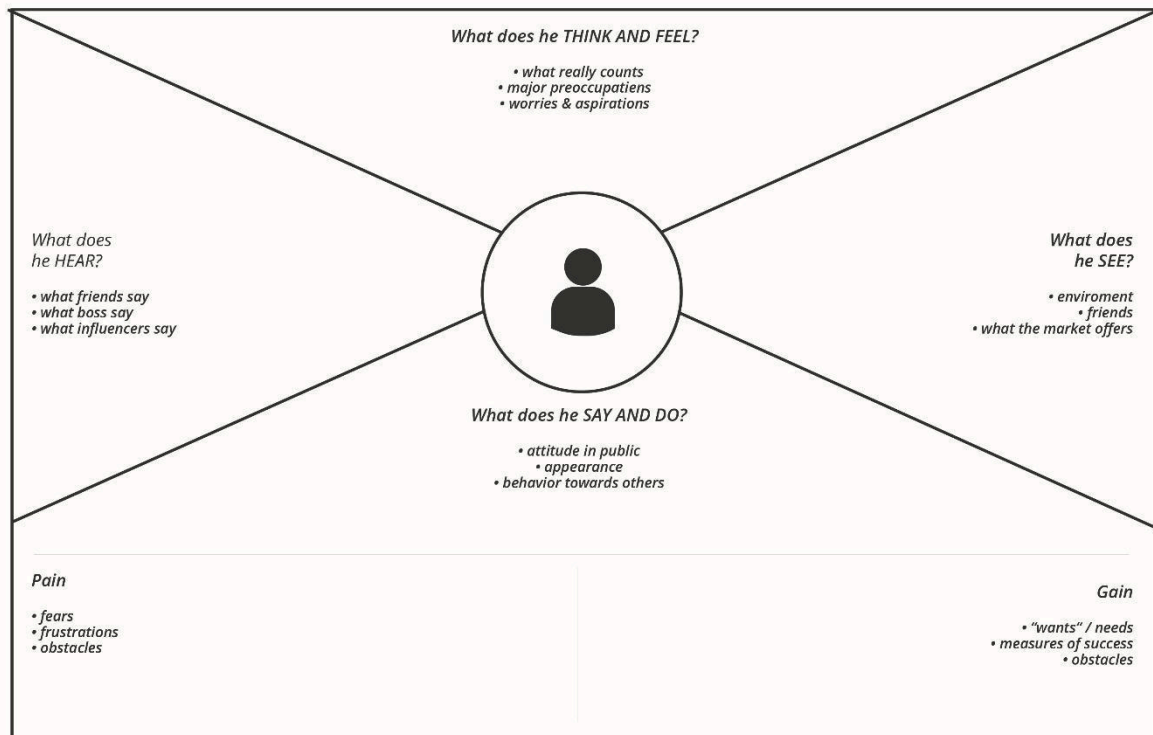 What does he THINK AND FEEL?
• what really counts
• major preoccupatiens
• worries & aspirations
What does
he HEAR?
• what friends say
• what boss say
• what influencers say
What does
he SEE?
• enviroment
• friends
• what the market offers
What does he SAY AND DO?
• attitude in public
• appearance
• behavior towards others
Pain
• fears
• frustrations
• obstacles
Gain
• “wants“ / needs
• measures of success
• obstacles